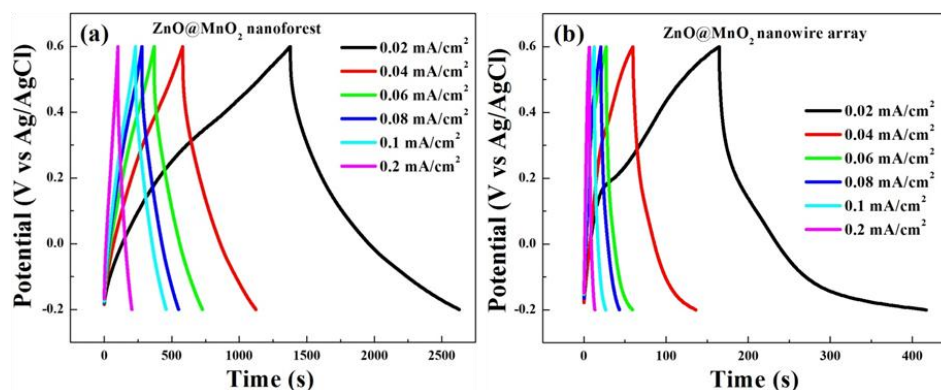 (a) ZnO@MnO₂ nanoforest
0.02 mA/cm²
0.04 mA/cm²
0.06 mA/cm²
0.08 mA/cm²
0.1 mA/cm²
0.2 mA/cm²
Potential (V vs Ag/AgCl)
0.6
0.4
0.2
0.0
-0.2
0 500 1000 1500 2000 2500
Time (s)
(b) ZnO@MnO₂ nanowire array
0.02 mA/cm²
0.04 mA/cm²
0.06 mA/cm²
0.08 mA/cm²
0.1 mA/cm²
0.2 mA/cm²
Potential (V vs Ag/AgCl)
0.6
0.4
0.2
0.0
-0.2
0 100 200 300 400
Time (s)